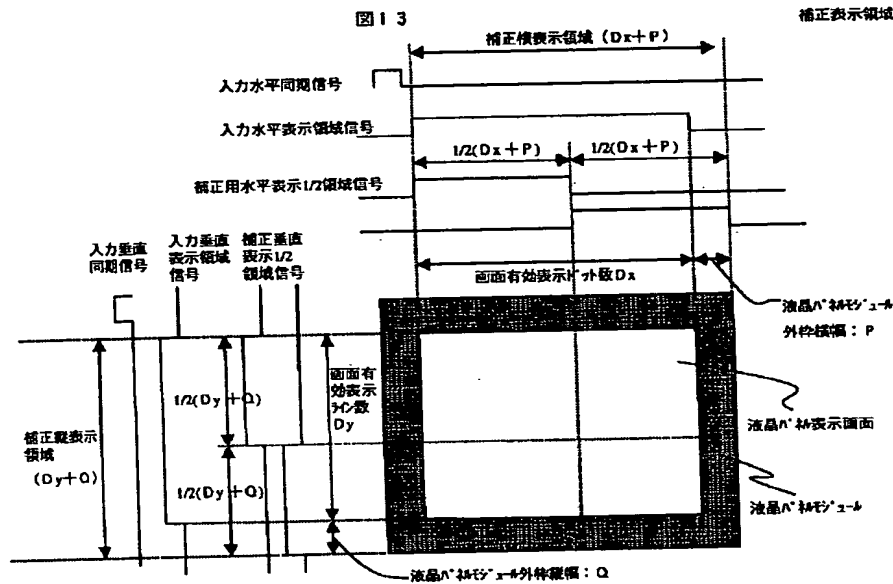 図13
補正表示領域
補正横表示領域(Dx+P)
入力水平同期信号
入力水平表示領域信号
1/2(Dx+P)
1/2(Dx+P)
補正用水平表示1/2領域信号
入力垂直
同期信号
入力垂直
表示領域
信号
補正垂直
表示1/2
領域信号
画面有効表示ドット数Dx
液晶パネルモジュール
外枠横幅:P
画面有
効表示
ライン数
Dy
1/2(Dy+Q)
補正縦表示
領域
(Dy+Q)
1/2(Dy+Q)
液晶パネル表示画面
液晶パネルモジュール
液晶パネルモジュール外枠縦幅:Q